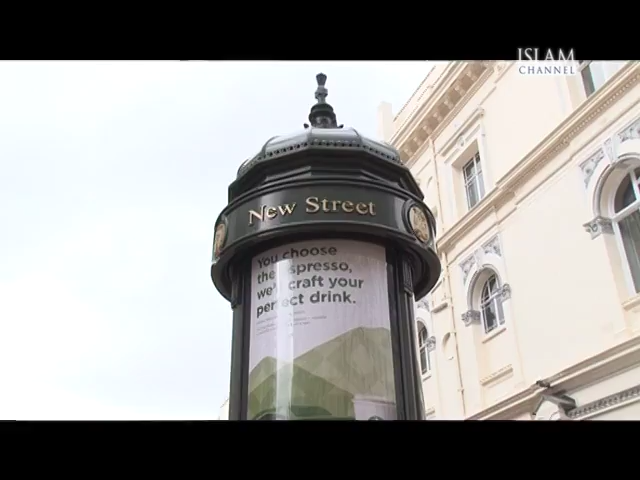 ISLAM
CHANNEL
New Street
You choose
the espresso,
we'll craft your
perfect drink.